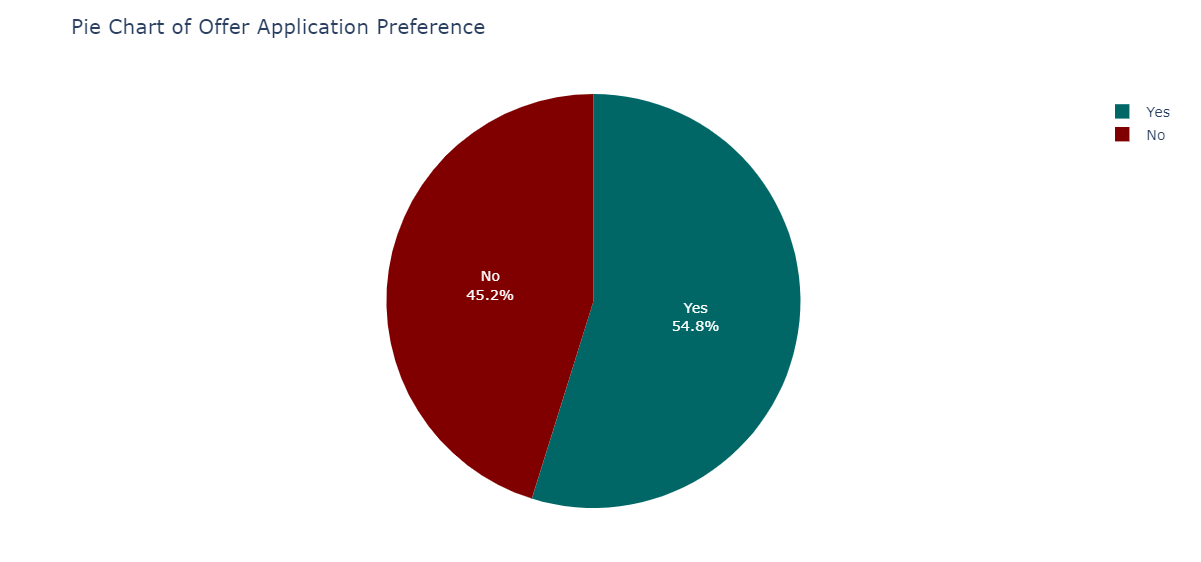 Pie Chart of Offer Application Preference
Yes
No
No
45.2%
Yes
54.8%